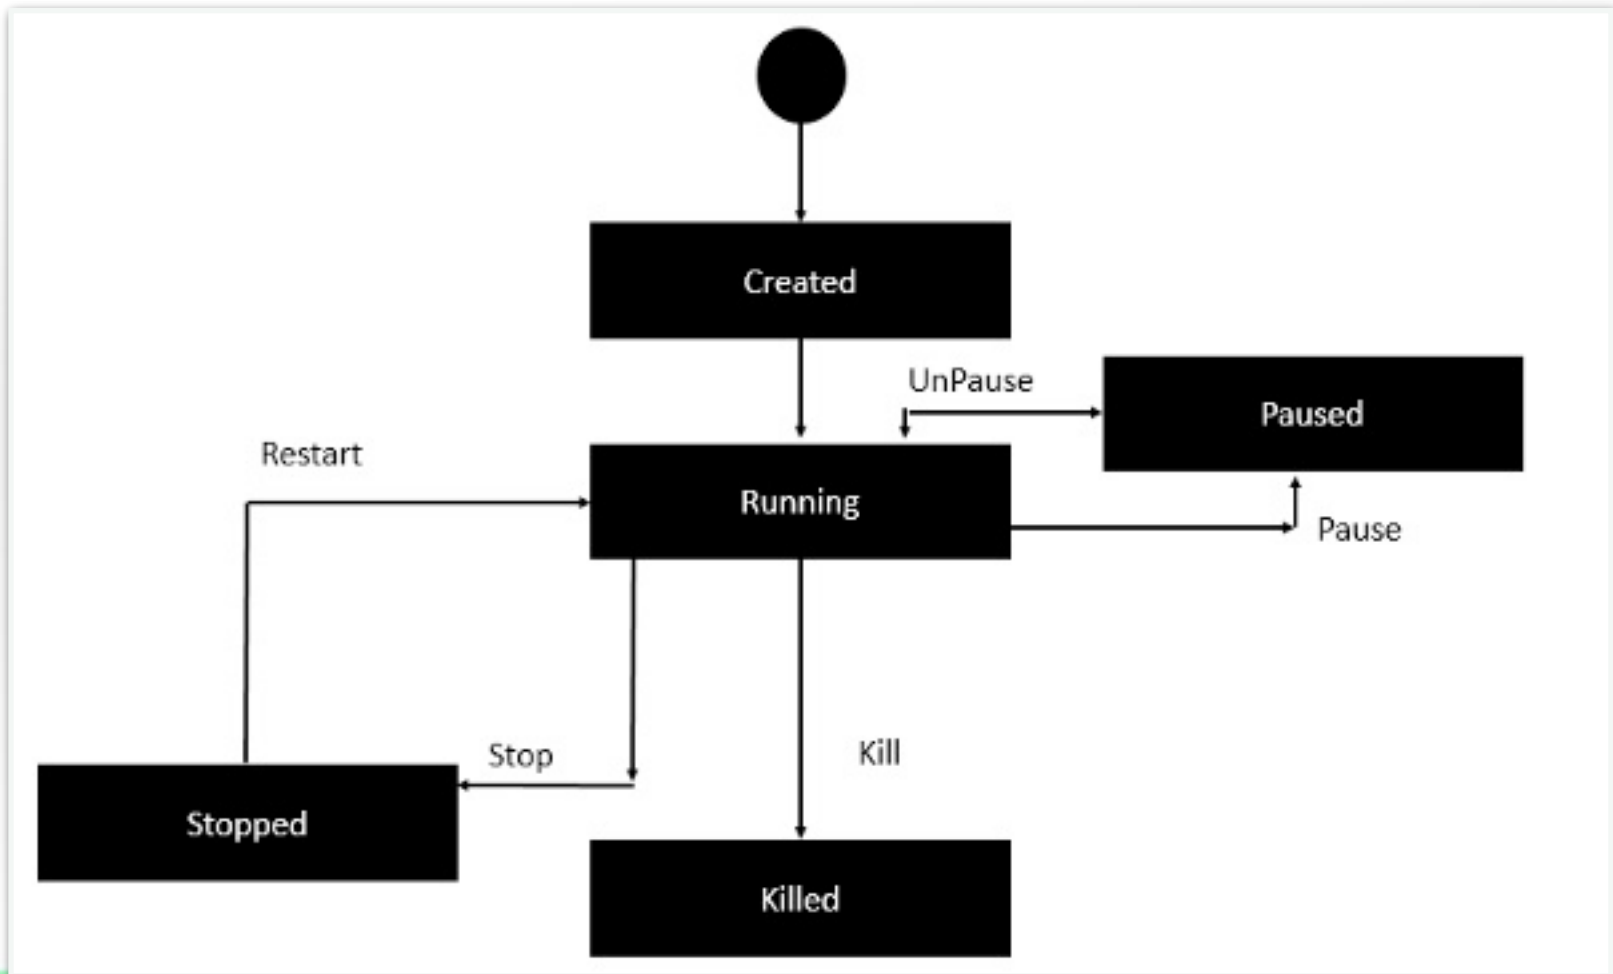 Created
UnPause
Paused
Restart
Running
Pause
Stop
Kill
Stopped
Killed